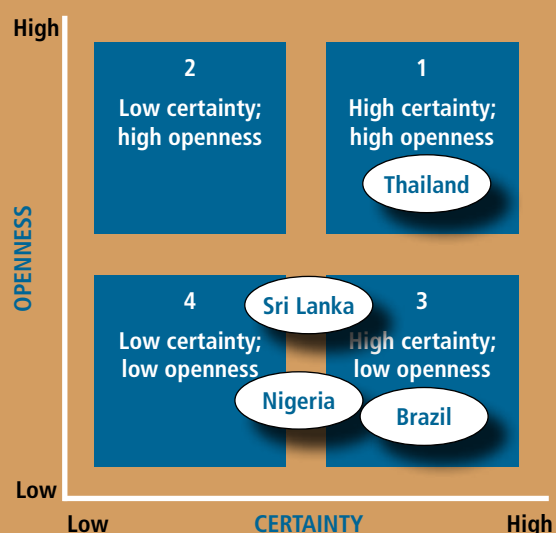 High
2
Low certainty;
high openness
1
High certainty;
high openness
Thailand
OPENNESS
4
Low certainty;
low openness
Sri Lanka
3
High certainty;
low openness
Nigeria
Brazil
Low
Low
CERTAINTY
High